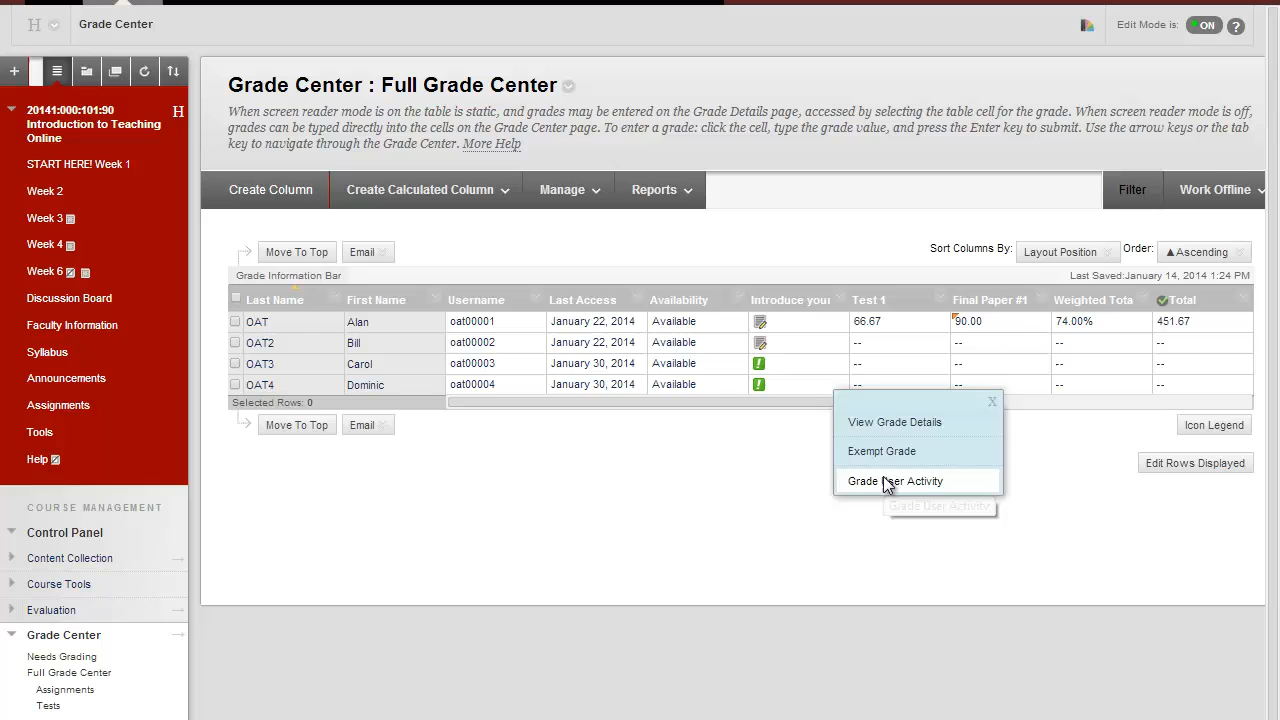 H
Grade Center
Edit Mode is:
ON
?
20141:000:101:90
Introduction to Teaching
Online
H
START HERE! Week 1
Week 2
Week 3
Week 4
Week 6
Discussion Board
Faculty Information
Syllabus
Announcements
Assignments
Tools
Help
COURSE MANAGEMENT
Control Panel
Content Collection
Course Tools
Evaluation
Grade Center
Needs Grading
Full Grade Center
Assignments
Tests
Grade Center : Full Grade Center
When screen reader mode is on the table is static, and grades may be entered on the Grade Details page, accessed by selecting the table cell for the grade. When screen reader mode is off,
grades can be typed directly into the cells on the Grade Center page. To enter a grade: click the cell, type the grade value, and press the Enter key to submit. Use the arrow keys or the tab
key to navigate through the Grade Center. More Help
Create Column Create Calculated Column Manage Reports Filter Work Offline
Move To Top Email Sort Columns By: Layout Position Order: Ascending
Grade Information Bar Last Saved:January 14, 2014 1:24 PM
Last Name First Name Username Last Access Availability Introduce your Test 1 Final Paper #1 Weighted Tota Total
OAT Alan oat00001 January 22, 2014 Available 66.67 90.00 74.00% 451.67
OAT2 Bill oat00002 January 22, 2014 Available -- -- -- --
OAT3 Carol oat00003 January 30, 2014 Available ! -- -- -- --
OAT4 Dominic oat00004 January 30, 2014 Available ! -- -- -- --
Selected Rows: 0
Move To Top Email Icon Legend
Edit Rows Displayed
X
View Grade Details
Exempt Grade
Grade User Activity
Grade User Activity